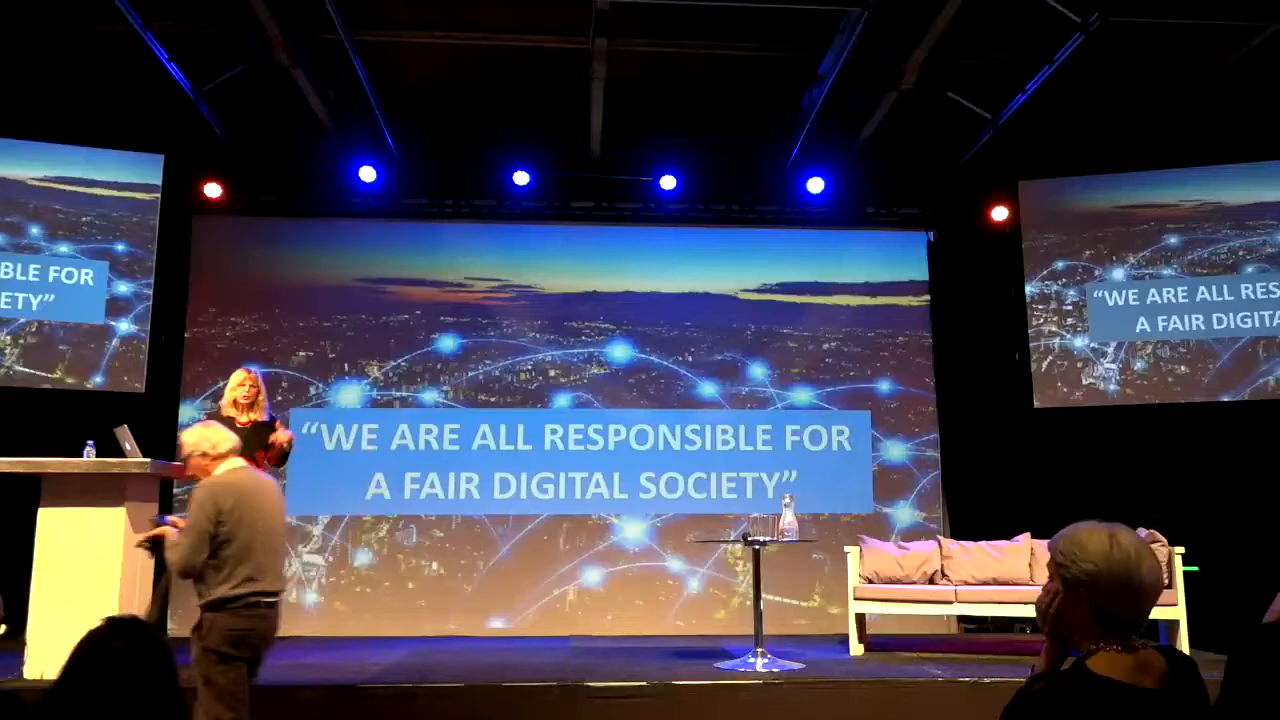 BLE FOR
ETY”
“WE ARE ALL RESPONSIBLE FOR
A FAIR DIGITAL SOCIETY”
“WE ARE ALL RES
A FAIR DIGITA